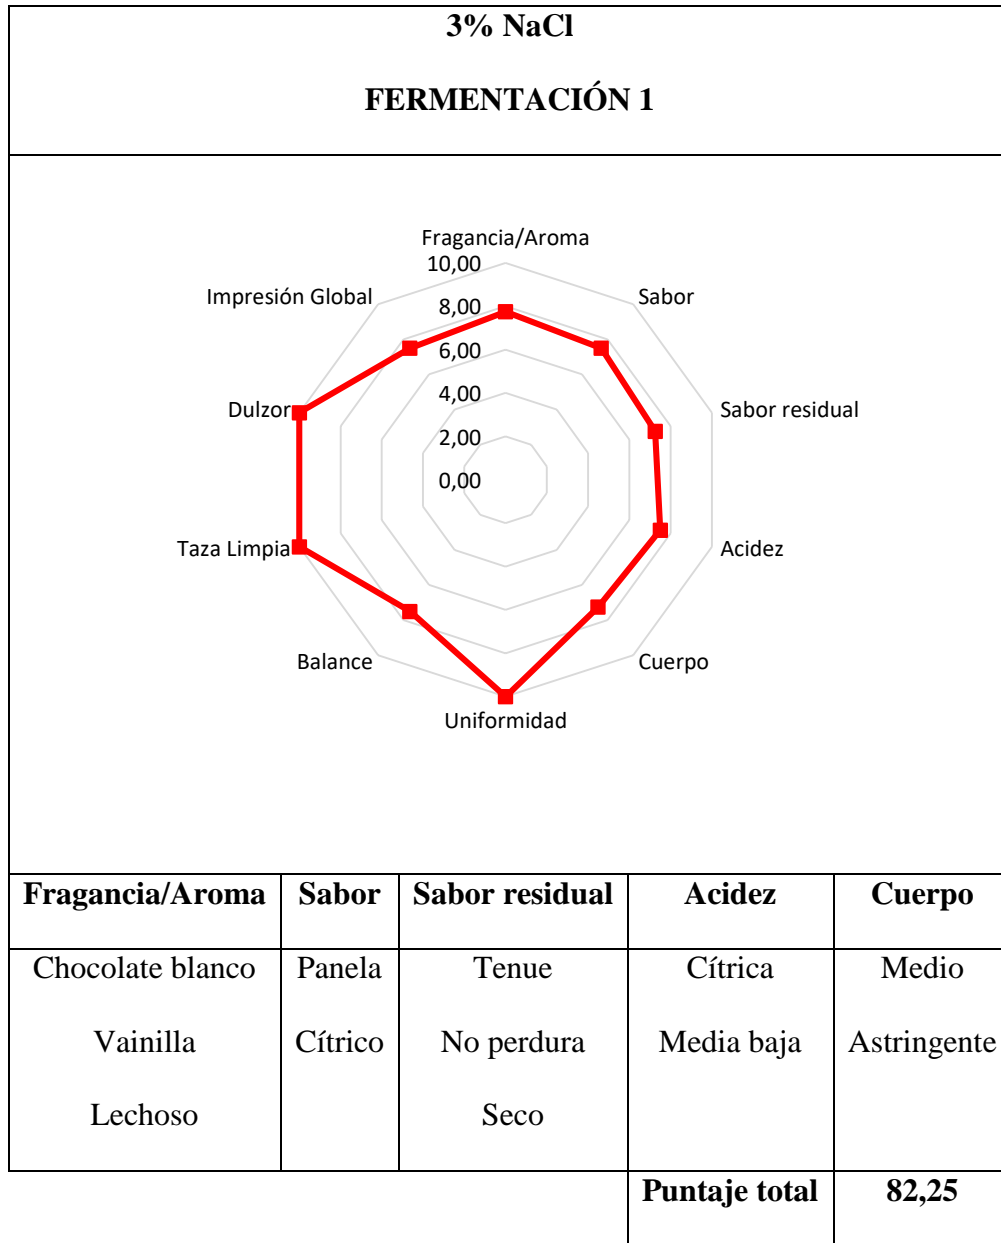 3% NaCl
FERMENTACIÓN 1
Fragancia/Aroma
10,00
Impresión Global
Sabor
8,00
6,00
Dulzor
4,00
Sabor residual
2,00
0,00
Taza Limpia
Acidez
Balance
Cuerpo
Uniformidad
Fragancia/Aroma Sabor Sabor residual Acidez Cuerpo
Chocolate blanco Panela Tenue Cítrica Medio
Vainilla Cítrico No perdura Media baja Astringente
Lechoso Seco
Puntaje total 82,25